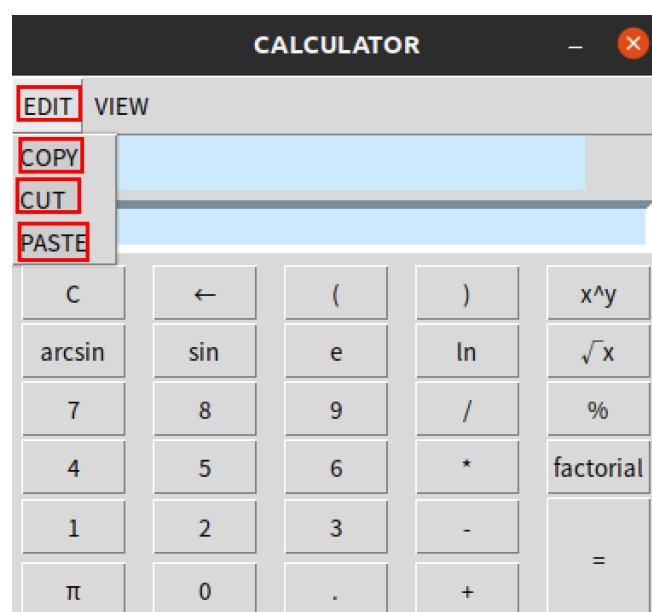 CALCULATOR
EDIT VIEW
COPY
CUT
PASTE
C ← ( ) x^y
arcsin sin e ln √x
7 8 9 / %
4 5 6 * factorial
1 2 3 -
=
π 0 . +